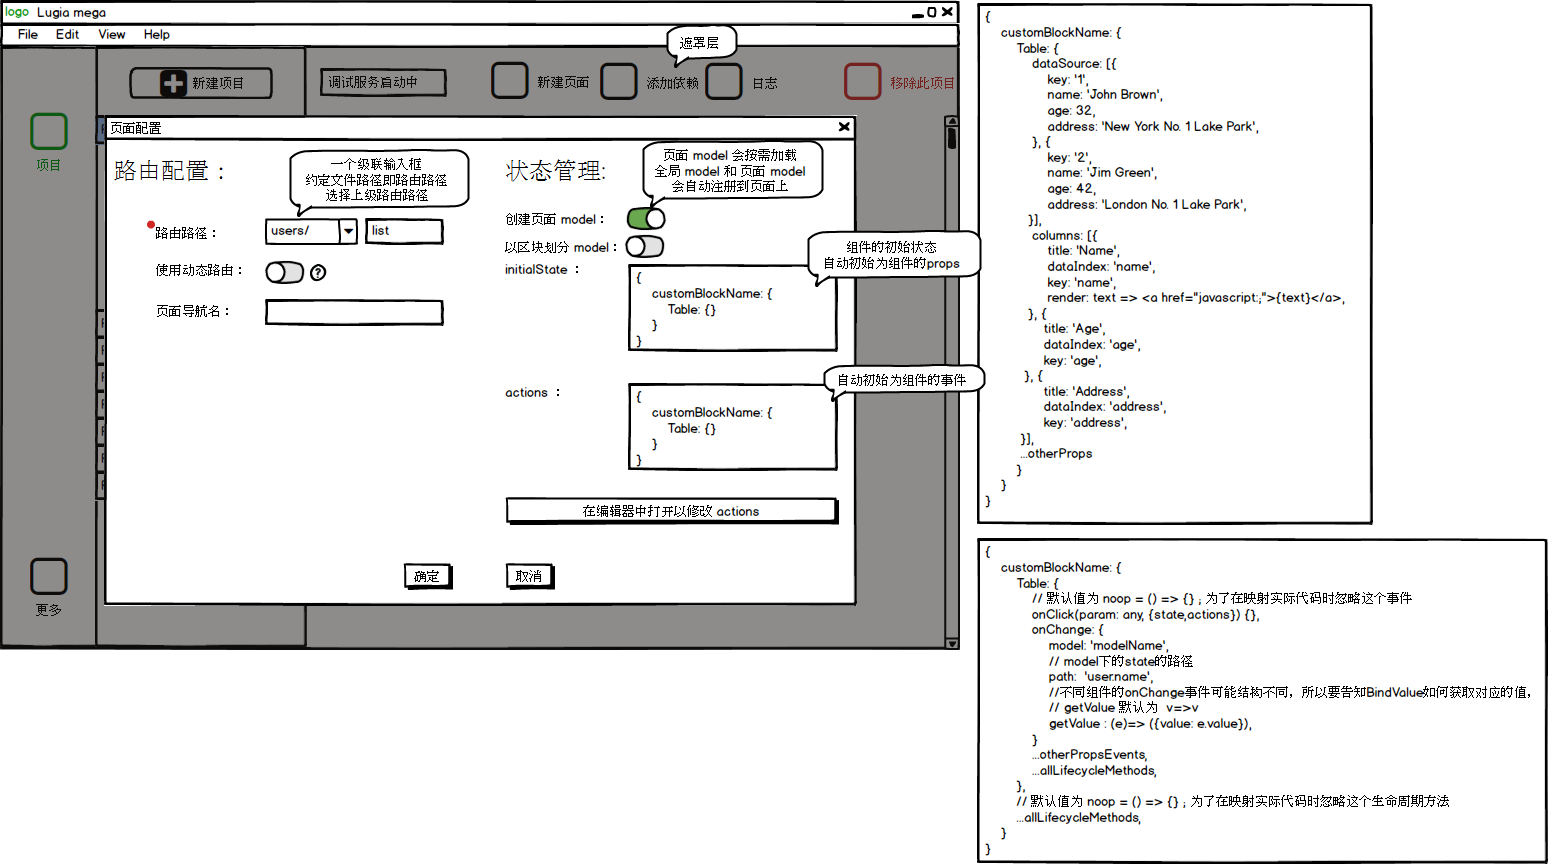 logo Lugia mega
File Edit View Help
遮罩层
新建项目
调试服务启动中
新建页面
添加依赖
日志
移除此项目
项目
更多
页面配置
路由配置：
一个级联输入框
约定文件路径即路由路径
选择上级路由路径
路由路径：
users/
list
使用动态路由：
?
页面导航名：
状态管理:
页面 model 会按需加载
全局 model 和 页面 model
会自动注册到页面上
创建页面 model：
以区块划分 model：
组件的初始状态
自动初始为组件的props
initialState ：
{
customBlockName: {
Table: {}
}
}
自动初始为组件的事件
actions ：
{
customBlockName: {
Table: {}
}
}
在编辑器中打开以修改 actions
确定
取消
{
customBlockName: {
Table: {
dataSource: [{
key: '1',
name: 'John Brown',
age: 32,
address: 'New York No. 1 Lake Park',
}, {
key: '2',
name: 'Jim Green',
age: 42,
address: 'London No. 1 Lake Park',
}],
columns: [{
title: 'Name',
dataIndex: 'name',
key: 'name',
render: text => <a href="javascript:;">{text}</a>,
}, {
title: 'Age',
dataIndex: 'age',
key: 'age',
}, {
title: 'Address',
dataIndex: 'address',
key: 'address',
}],
...otherProps
}
}
}
{
customBlockName: {
Table: {
// 默认值为 noop = () => {} ; 为了在映射实际代码时忽略这个事件
onClick(param: any, {state,actions}) {},
onChange: {
model: 'modelName',
// model下的state的路径
path: 'user.name',
//不同组件的onChange事件可能结构不同，所以要告知BindValue如何获取对应的值，
// getValue 默认为 v=>v
getValue : (e)=> ({value: e.value}),
}
...otherPropsEvents,
...allLifecycleMethods,
},
// 默认值为 noop = () => {} ; 为了在映射实际代码时忽略这个生命周期方法
...allLifecycleMethods,
}
}